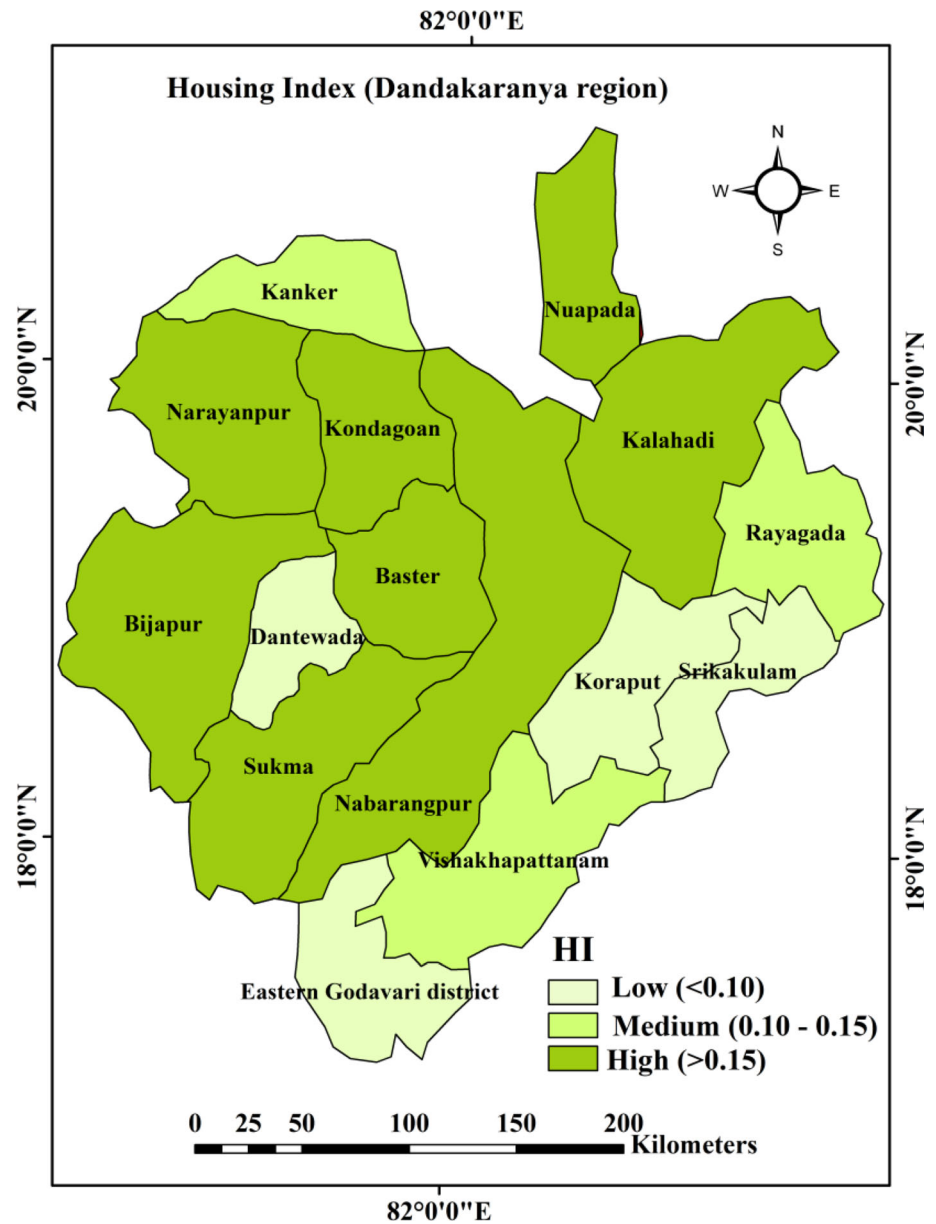 82°0'0"E
Housing Index (Dandakaranya region)
N
W E
S
Kanker
Nuapada
20°0'0"N
20°0'0"N
Narayanpur
Kondagoan
Kalahadi
Rayagada
Baster
Bijapur
Dantewada
Koraput
Srikakulam
Sukma
Nabarangpur
18°0'0"N
18°0'0"N
Vishakhapattanam
HI
Eastern Godavari district
Low (<0.10)
Medium (0.10 - 0.15)
High (>0.15)
0 25 50 100 150 200
Kilometers
82°0'0"E